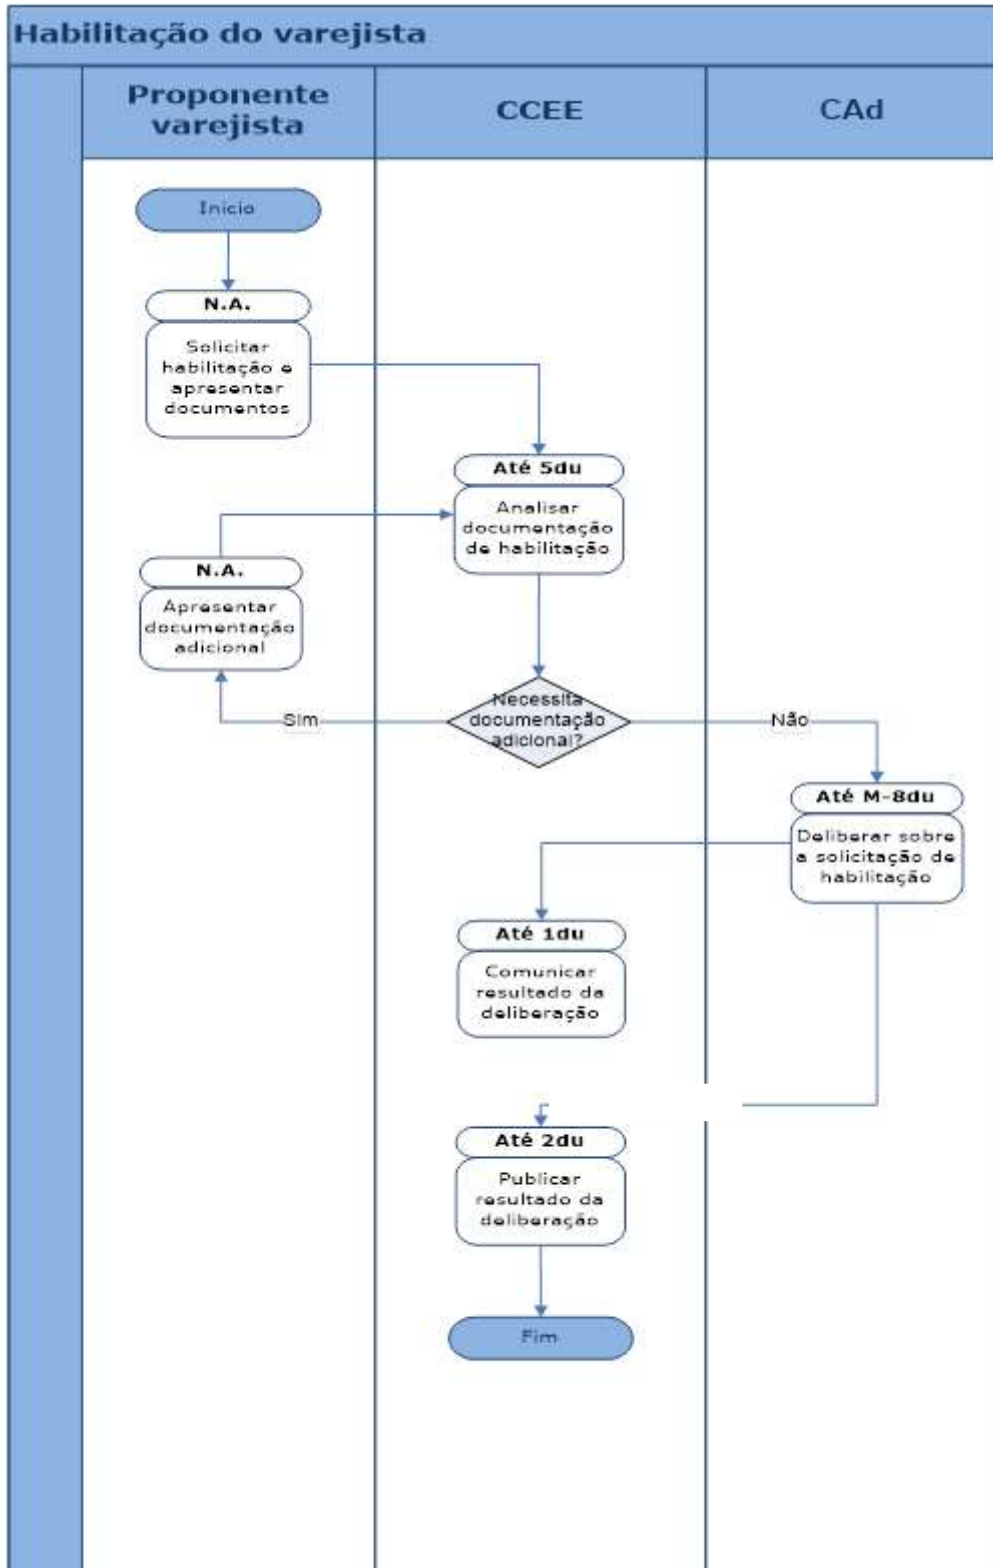 Habilitação do varejista
Proponente
varejista
CCEE
CAd
Inicio
N.A.
Solicitar
habilitação e
apresentar
documentos
Até 5du
Analisar
documentação
de habilitação
N.A.
Apresentar
documentação
adicional
Necessita
documentação
adicional?
Sim
Não
Até M-8du
Deliberar sobre
a solicitação de
habilitação
Até 1du
Comunicar
resultado da
deliberação
Até 2du
Publicar
resultado da
deliberação
Fim